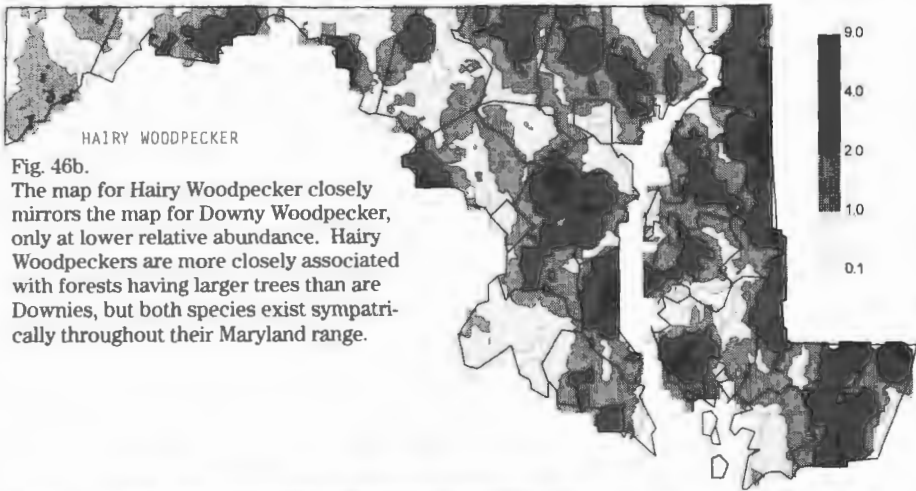 9.0
4.0
2.0
1.0
0.1
HAIRY WOODPECKER
Fig. 46b.
The map for Hairy Woodpecker closely
mirrors the map for Downy Woodpecker,
only at lower relative abundance. Hairy
Woodpeckers are more closely associated
with forests having larger trees than are
Downies, but both species exist sympatri-
cally throughout their Maryland range.